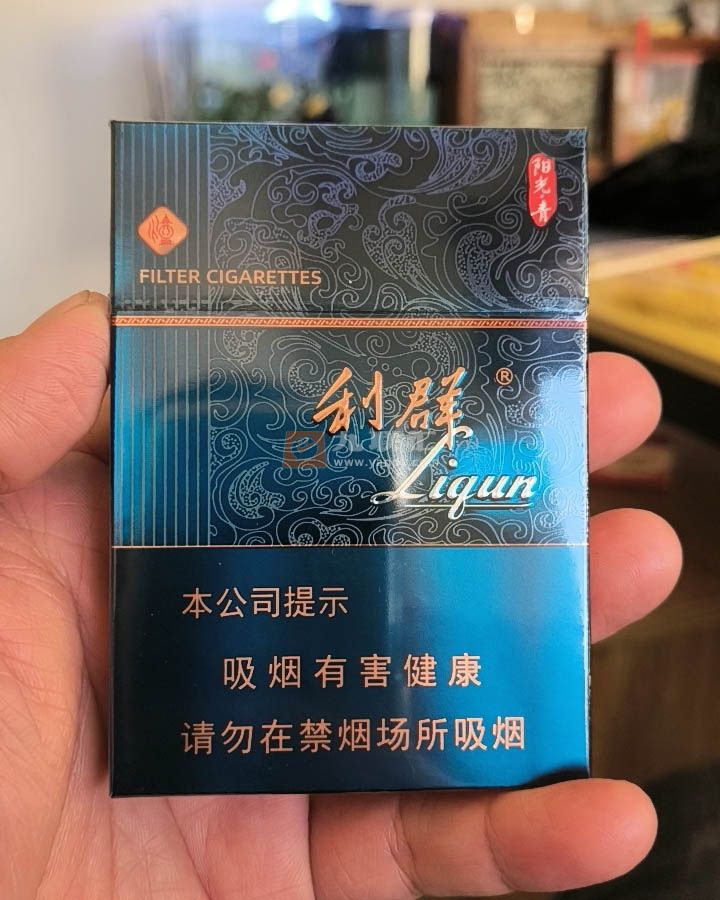 阳光·青
FILTER CIGARETTES
利群®
Liqun
本公司提示
吸烟有害健康
请勿在禁烟场所吸烟